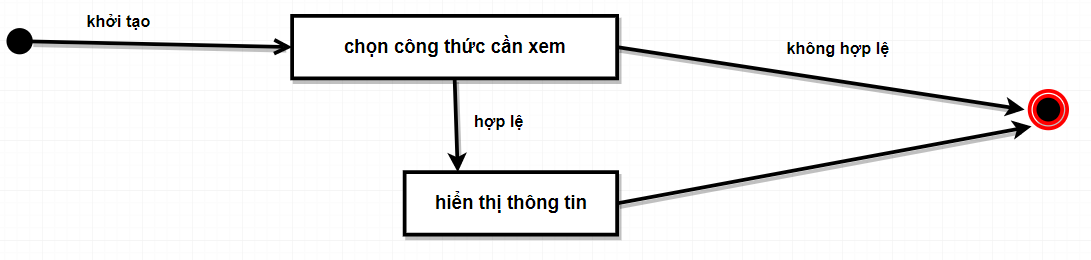 khởi tạo
chọn công thức cần xem
không hợp lệ
hợp lệ
hiển thị thông tin